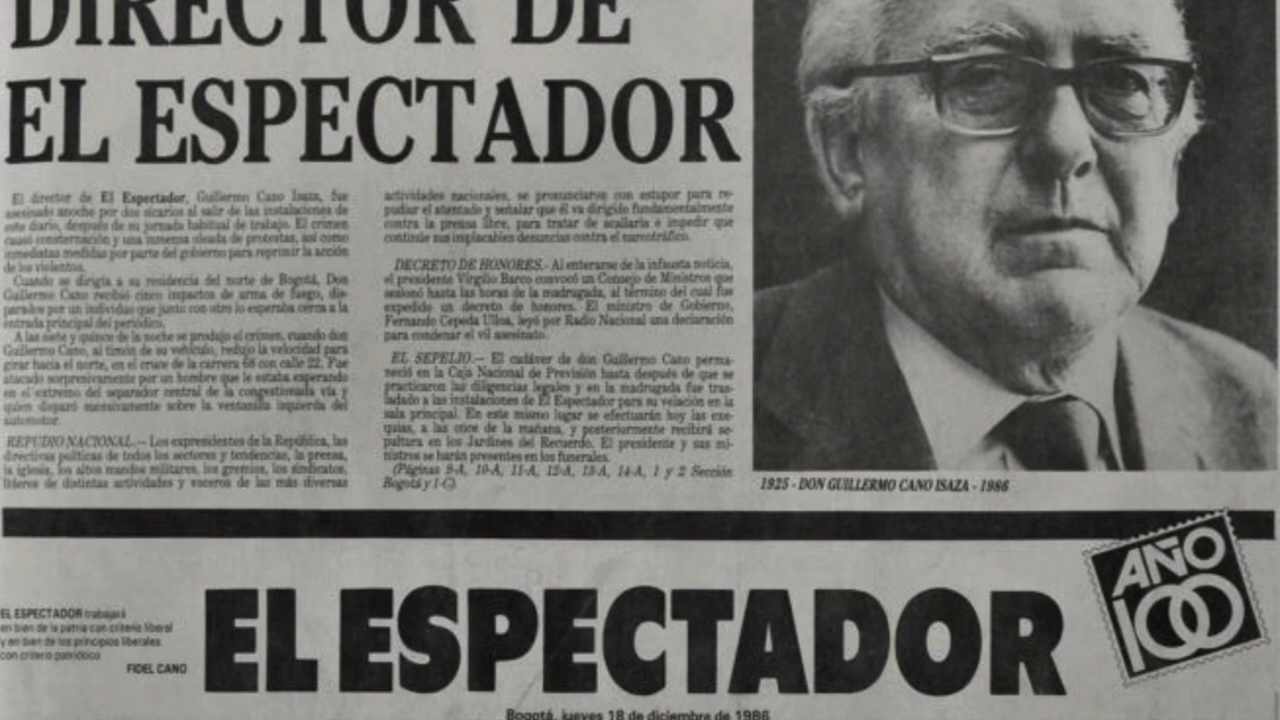 DIRECTOR DE
EL ESPECTADOR
El director de El Espectador, Guillermo Cano Isaza, fue
asesinado anoche por dos sicarios al salir de las instalaciones de
este diario, después de su jornada habitual de trabajo. El crimen
causó consternación y una inmensa oleada de protestas, así como
inmediatas medidas por parte del gobierno para reprimir la acción
de los violentos.
Cuando se dirigía a su residencia del norte de Bogotá, Don
Guillermo Cano recibió cinco impactos de arma de fuego, dis-
parados por un individuo que junto con otro lo esperaba cerca a la
entrada principal del periódico.
A las siete y quince de la noche se produjo el crimen, cuando don
Guillermo Cano, al timón de su vehículo, redujo la velocidad para
girar hacia el norte, en el cruce de la carrera 68 con calle 22. Fue
atacado sorpresivamente por un hombre que le estaba esperando
en el extremo del separador central de la congestionada vía y
quien disparó sucesivamente sobre la ventanilla izquierda del
automotor.
REPUDIO NACIONAL.— Los expresidentes de la República, las
directivas políticas de todos los sectores y tendencias, la prensa,
la iglesia, los altos mandos militares, los gremios, los sindicatos,
líderes de distintas actividades y voceros de las más diversas
actividades nacionales, se pronunciaron con estupor para re-
pudiar el atentado y señalar que él va dirigido fundamentalmente
contra la prensa libre, para tratar de acallarla e impedir que
continúe sus implacables denuncias contra el narcotráfico.
DECRETO DE HONORES.- Al enterarse de la infausta noticia,
el presidente Virgilio Barco convocó un Consejo de Ministros que
sesionó hasta las horas de la madrugada, al término del cual fue
expedido un decreto de honores. El ministro de Gobierno,
Fernando Cepeda Ulloa, leyó por Radio Nacional una declaración
para condenar el vil asesinato.
EL SEPELIO.— El cadáver de don Guillermo Cano perma-
neció en la Caja Nacional de Previsión hasta después de que se
practicaron las diligencias legales y en la madrugada fue tras-
ladado a las instalaciones de El Espectador para su velación en la
sala principal. En este mismo lugar se efectuarán hoy las exe-
quias, a las once de la mañana, y posteriormente recibirá se-
pultura en los Jardines del Recuerdo. El presidente y sus mi-
nistros se harán presentes en los funerales.
(Páginas 9-A, 10-A, 11-A, 12-A, 13-A, 14-A, 1 y 2 Sección
Bogotá y 1-C).
1925 - DON GUILLERMO CANO ISAZA - 1986
AÑO
100
EL ESPECTADOR trabajará
en bien de la patria con criterio liberal
y en bien de los principios liberales
con criterio patriótico
FIDEL CANO
EL ESPECTADOR
Bogotá, jueves 18 de diciembre de 1986